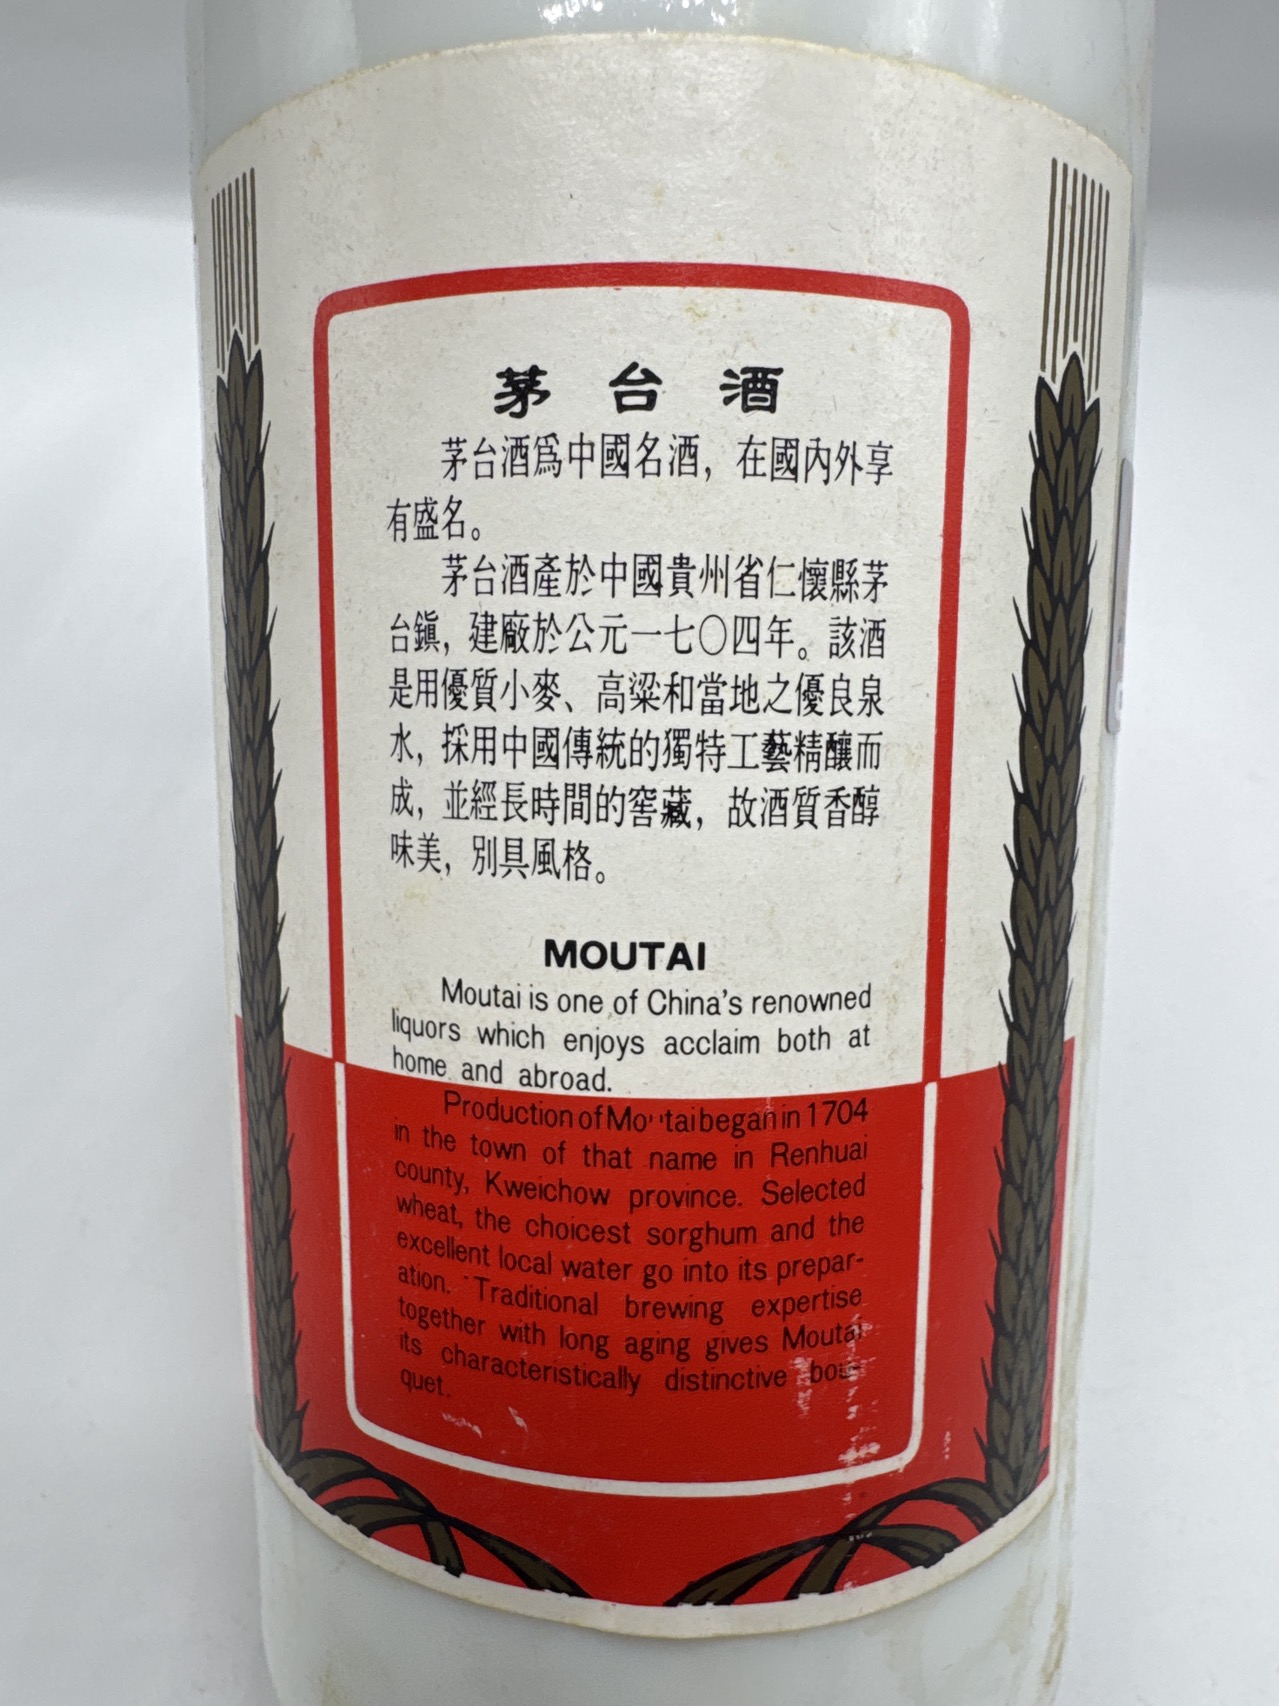 茅台酒
茅台酒爲中國名酒，在國內外享
有盛名。
茅台酒產於中國貴州省仁懷縣茅
台鎭，建廠於公元一七〇四年。該酒
是用優質小麥、高粱和當地之優良泉
水，採用中國傳統的獨特工藝精釀而
成，並經長時間的窖藏，故酒質香醇
味美，別具風格。
MOUTAI
Moutai is one of China's renowned
liquors which enjoys acclaim both at
home and abroad.
Production of Moutai began in 1704
in the town of that name in Renhuai
county, Kweichow province. Selected
wheat, the choicest sorghum and the
excellent local water go into its prepar-
ation. Traditional brewing expertise
together with long aging gives Moutai
its characteristically distinctive bou-
quet.